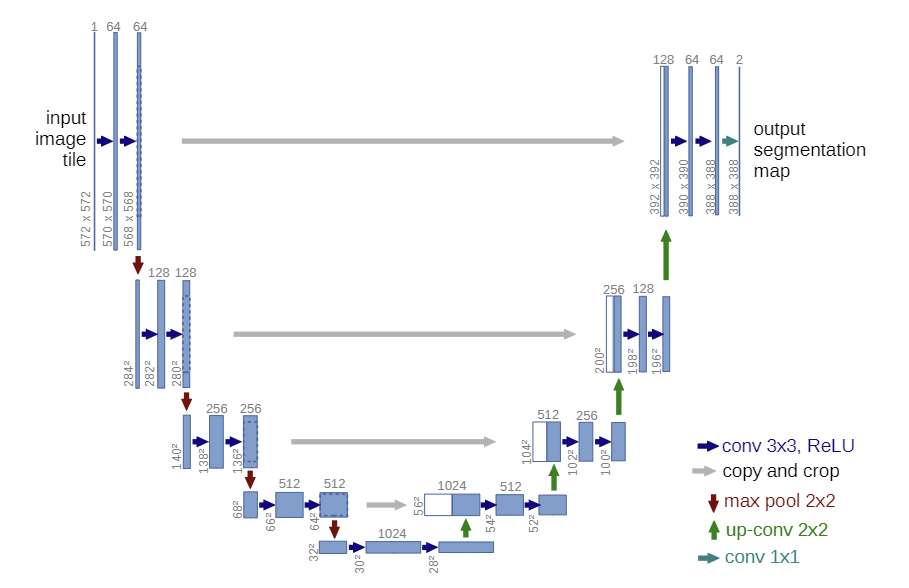 1 64 64
128 64 64 2
input
image
tile
output
segmentation
map
572 x 572
570 x 570
568 x 568
392 x 392
390 x 390
388 x 388
388 x 388
128 128
256 128
284²
282²
280²
200²
198²
196²
256 256
512 256
140²
138²
136²
104²
102²
100²
512 512
1024 512
68²
66²
64²
56²
54²
52²
1024
32²
30²
28²
conv 3x3, ReLU
copy and crop
max pool 2x2
up-conv 2x2
conv 1x1